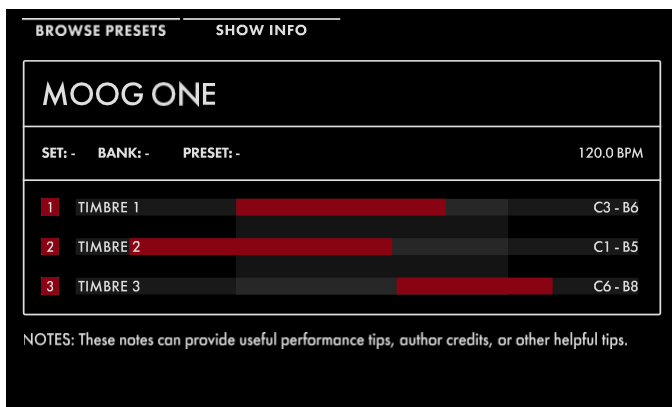 BROWSE PRESETS SHOW INFO
MOOG ONE
SET: - BANK: - PRESET: - 120.0 BPM
1 TIMBRE 1 C3 - B6
2 TIMBRE 2 C1 - B5
3 TIMBRE 3 C6 - B8
NOTES: These notes can provide useful performance tips, author credits, or other helpful tips.